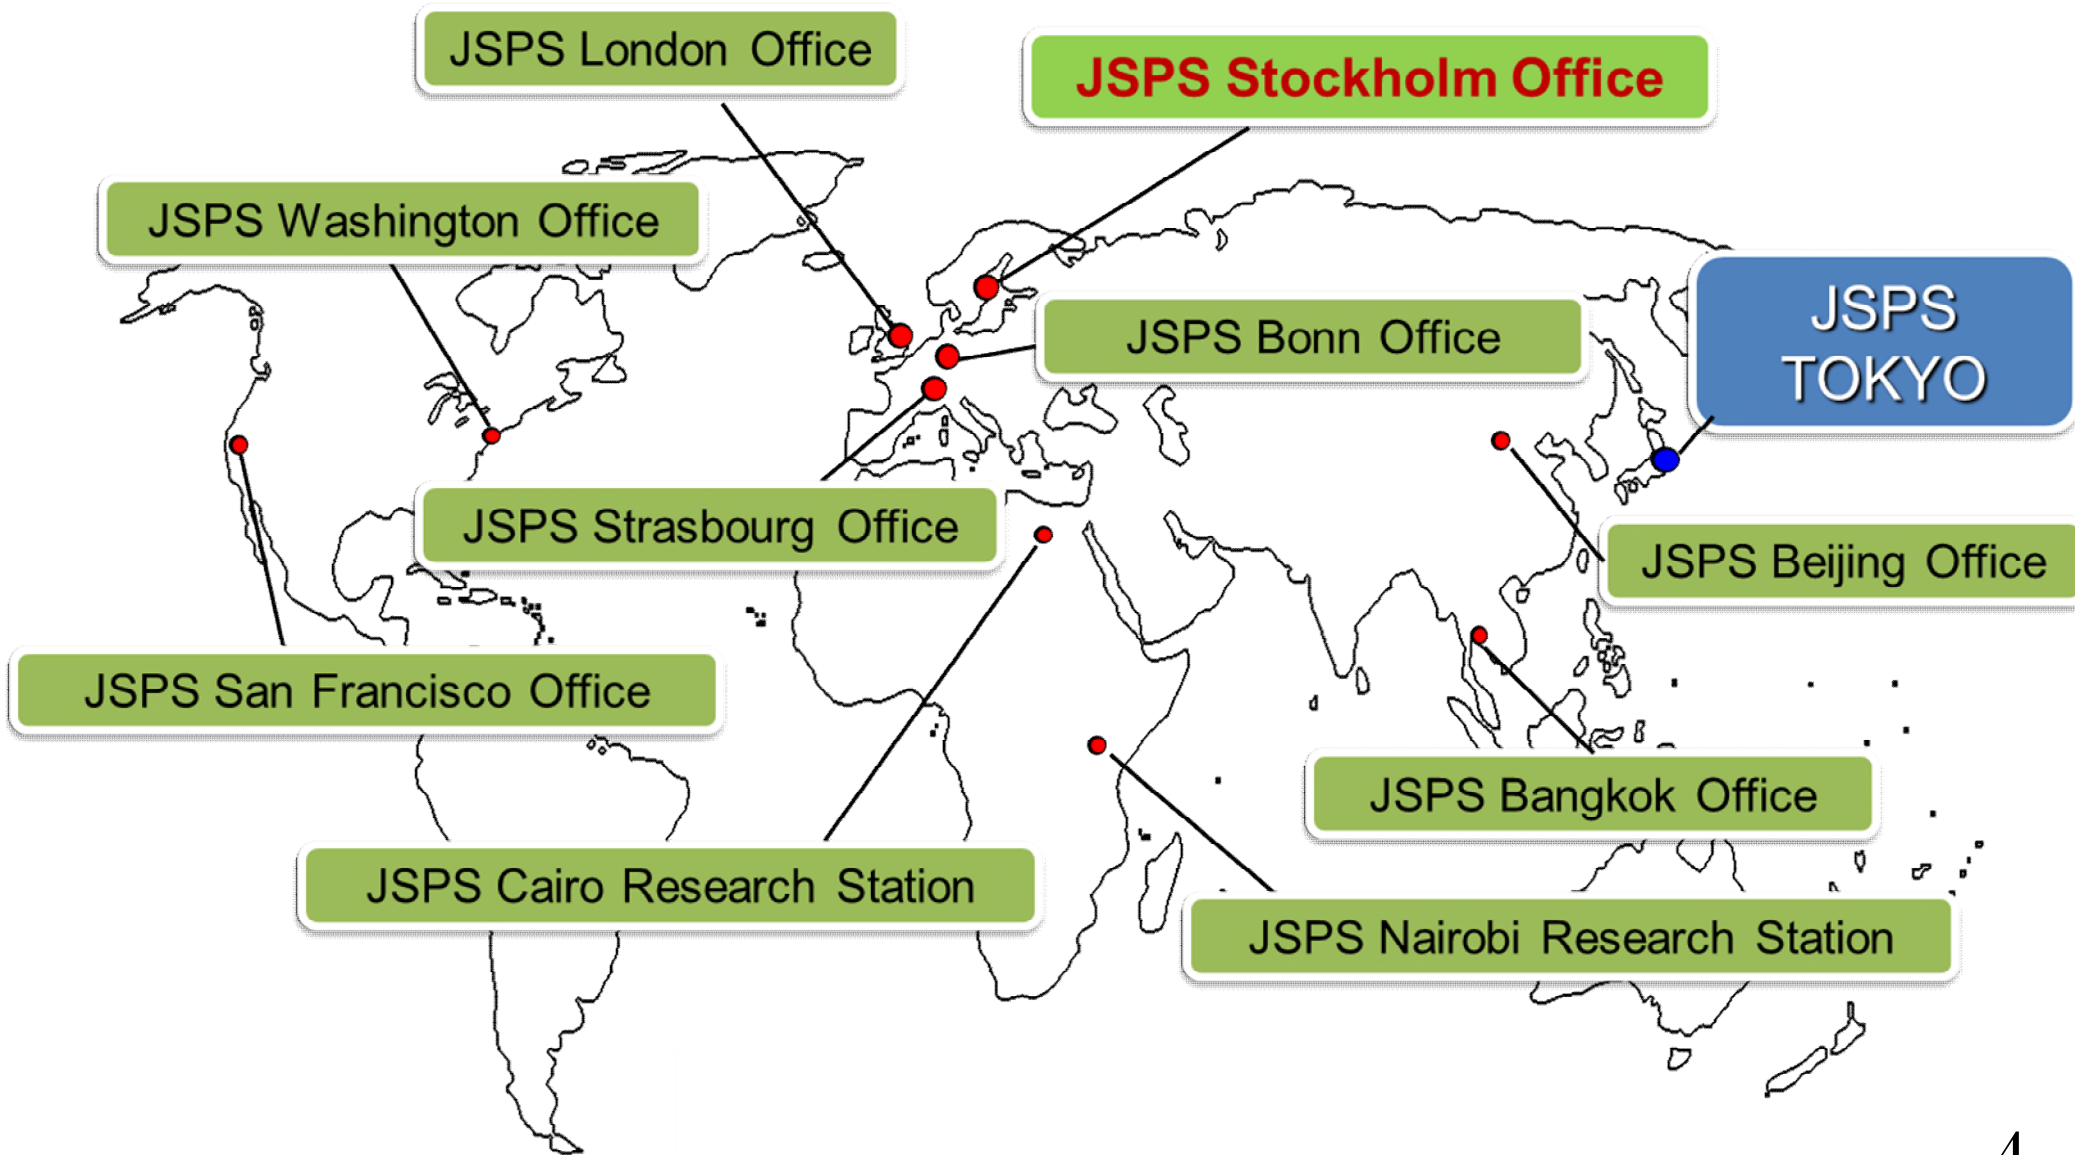 JSPS London Office
JSPS Stockholm Office
JSPS Washington Office
JSPS
TOKYO
JSPS Bonn Office
JSPS Strasbourg Office
JSPS Beijing Office
JSPS San Francisco Office
JSPS Bangkok Office
JSPS Cairo Research Station
JSPS Nairobi Research Station
4